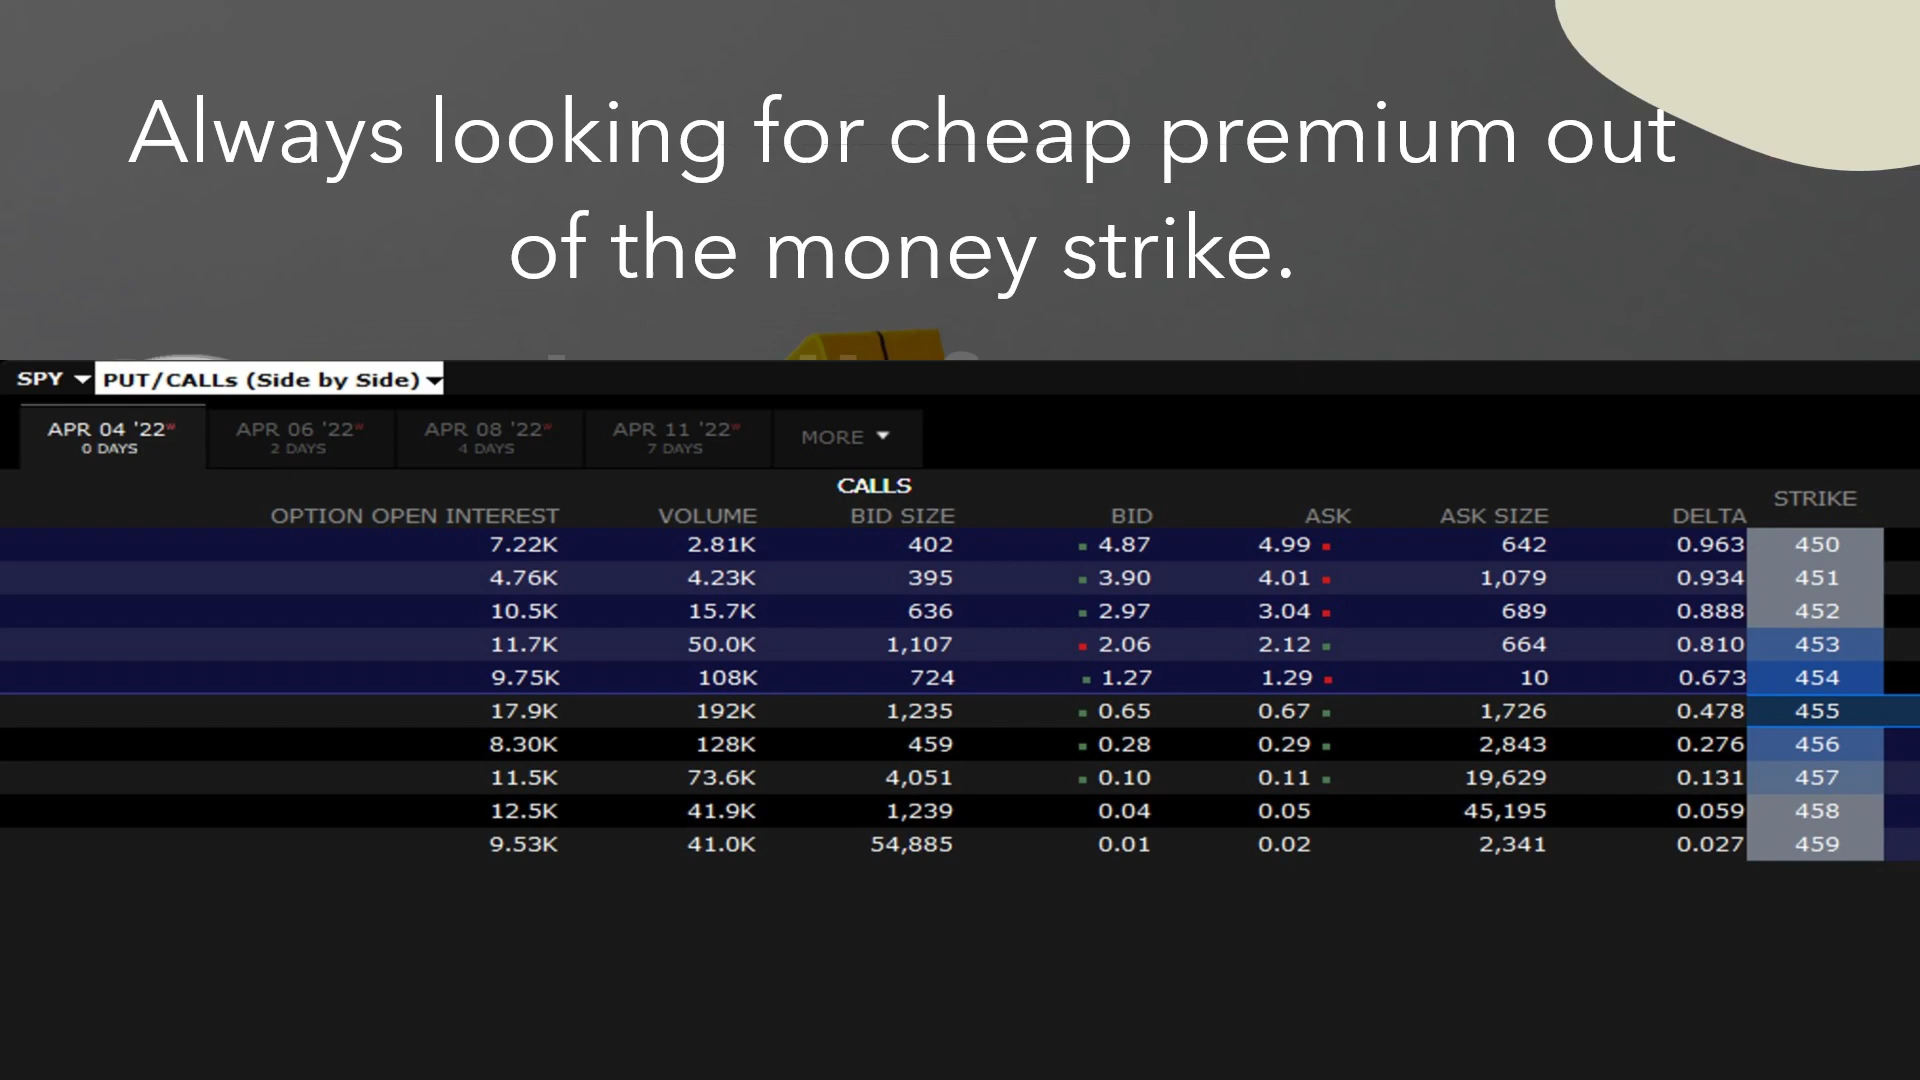 Always looking for cheap premium out
of the money strike.
SPY PUT/CALLs (Side by Side)
APR 04 '22W APR 06 '22W APR 08 '22W APR 11 '22W MORE
0 DAYS 2 DAYS 4 DAYS 7 DAYS
CALLS STRIKE
OPTION OPEN INTEREST VOLUME BID SIZE BID ASK ASK SIZE DELTA
7.22K 2.81K 402 4.87 4.99 642 0.963 450
4.76K 4.23K 395 3.90 4.01 1,079 0.934 451
10.5K 15.7K 636 2.97 3.04 689 0.888 452
11.7K 50.0K 1,107 2.06 2.12 664 0.810 453
9.75K 108K 724 1.27 1.29 10 0.673 454
17.9K 192K 1,235 0.65 0.67 1,726 0.478 455
8.30K 128K 459 0.28 0.29 2,843 0.276 456
11.5K 73.6K 4,051 0.10 0.11 19,629 0.131 457
12.5K 41.9K 1,239 0.04 0.05 45,195 0.059 458
9.53K 41.0K 54,885 0.01 0.02 2,341 0.027 459